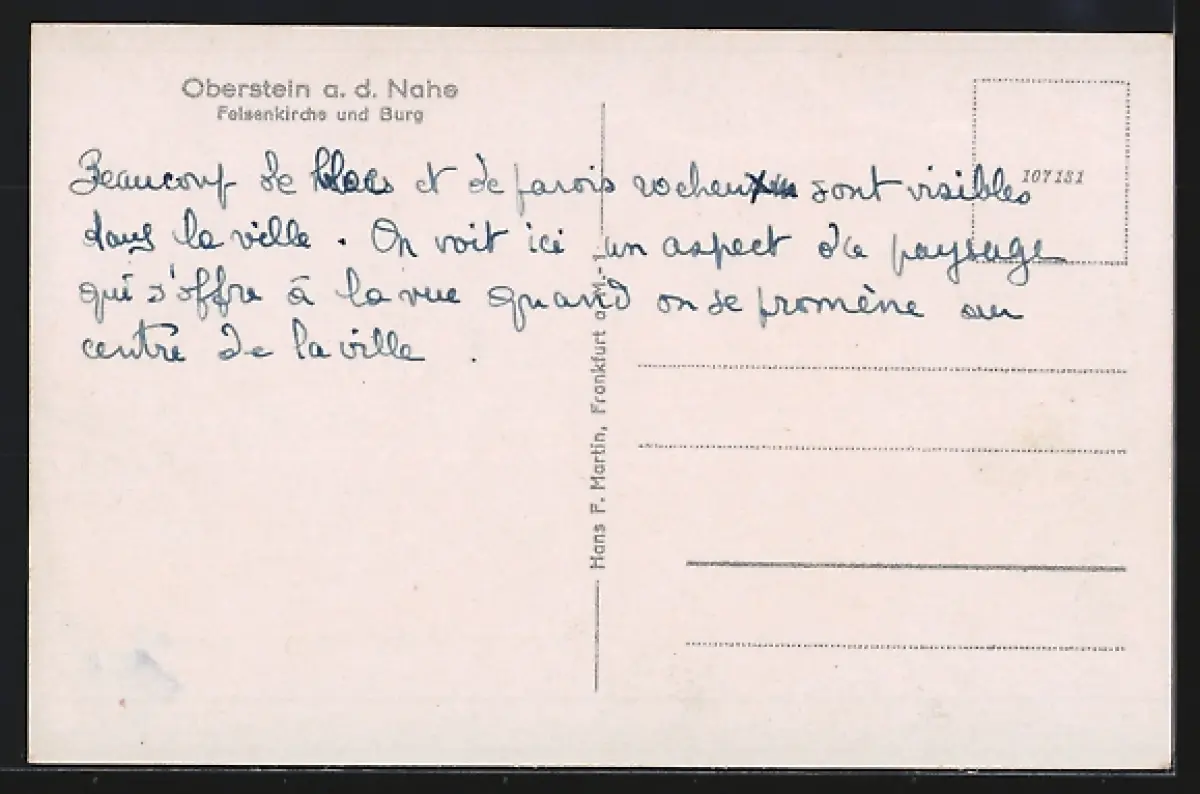 Oberstein a. d. Nahe
Felsenkirche und Burg
107181
Beaucoup de blocs et de parois rocheux sont visibles
dans la ville. On voit ici un aspect du paysage
qui s'offre à la vue quand on se promène au
centre de la ville.
Hans F. Martin, Frankfurt a. M.-